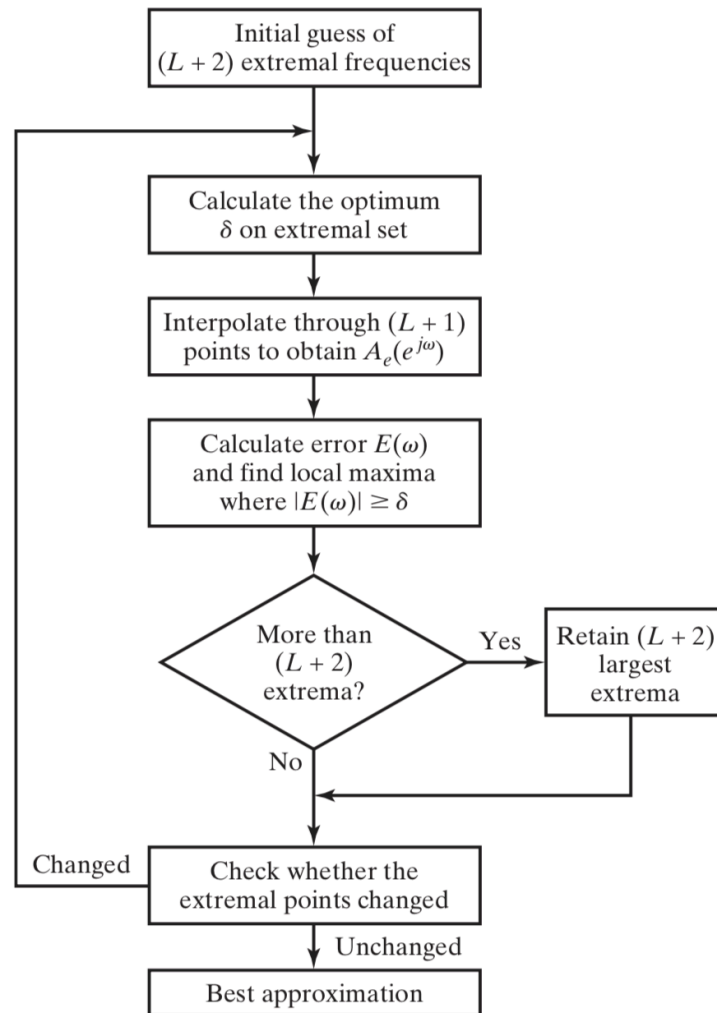 Initial guess of
(L + 2) extremal frequencies
Calculate the optimum
δ on extremal set
Interpolate through (L + 1)
points to obtain Aₑ(e^{jω})
Calculate error E(ω)
and find local maxima
where |E(ω)| ≥ δ
More than
(L + 2)
extrema?
Yes
Retain (L + 2)
largest
extrema
No
Changed
Check whether the
extremal points changed
Unchanged
Best approximation